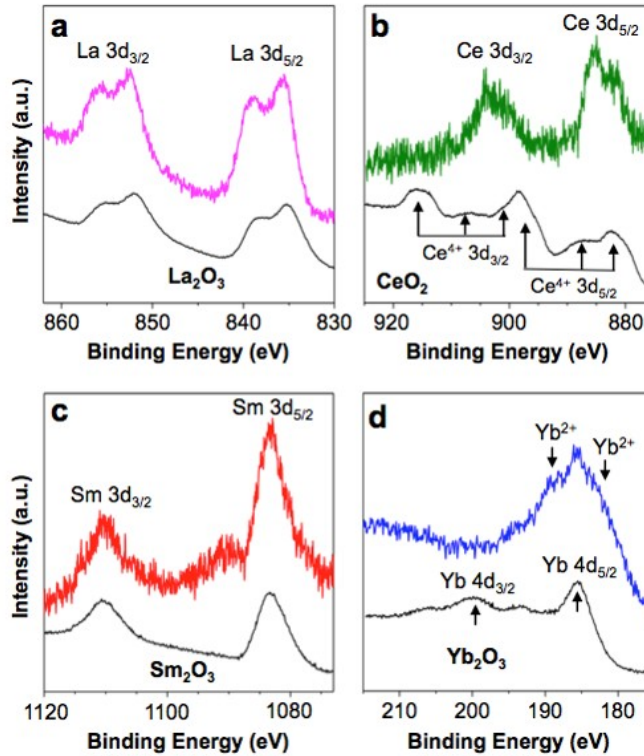 a
La 3d3/2
La 3d5/2
La2O3
Intensity (a.u.)
860 850 840 830
Binding Energy (eV)
b
Ce 3d3/2
Ce 3d5/2
Ce4+ 3d3/2
Ce4+ 3d5/2
CeO2
920 900 880
Binding Energy (eV)
c
Sm 3d3/2
Sm 3d5/2
Sm2O3
Intensity (a.u.)
1120 1100 1080
Binding Energy (eV)
d
Yb2+
Yb2+
Yb 4d3/2
Yb 4d5/2
Yb2O3
210 195 180
Binding Energy (eV)